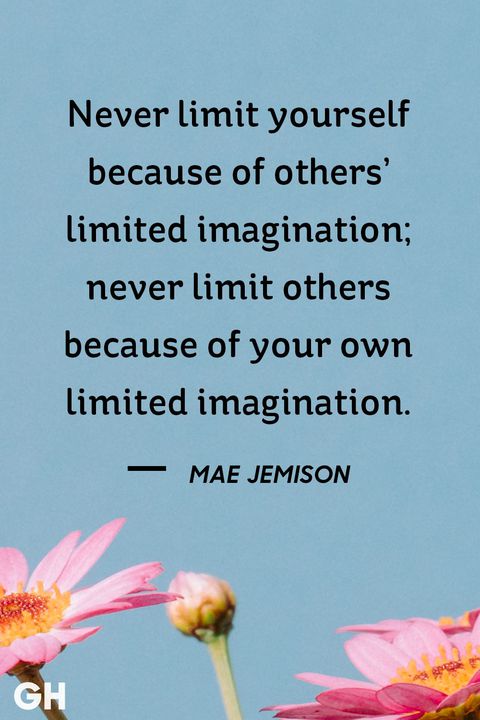 Never limit yourself
because of others’
limited imagination;
never limit others
because of your own
limited imagination.
— MAE JEMISON
GH